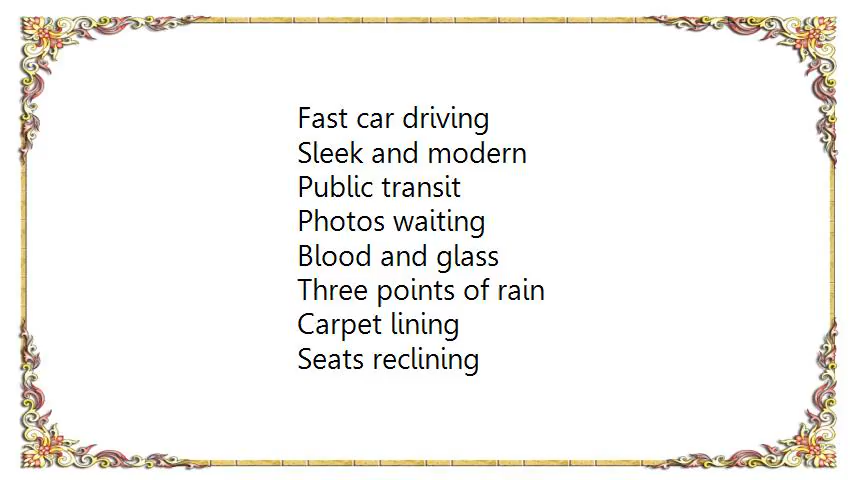 Fast car driving
Sleek and modern
Public transit
Photos waiting
Blood and glass
Three points of rain
Carpet lining
Seats reclining